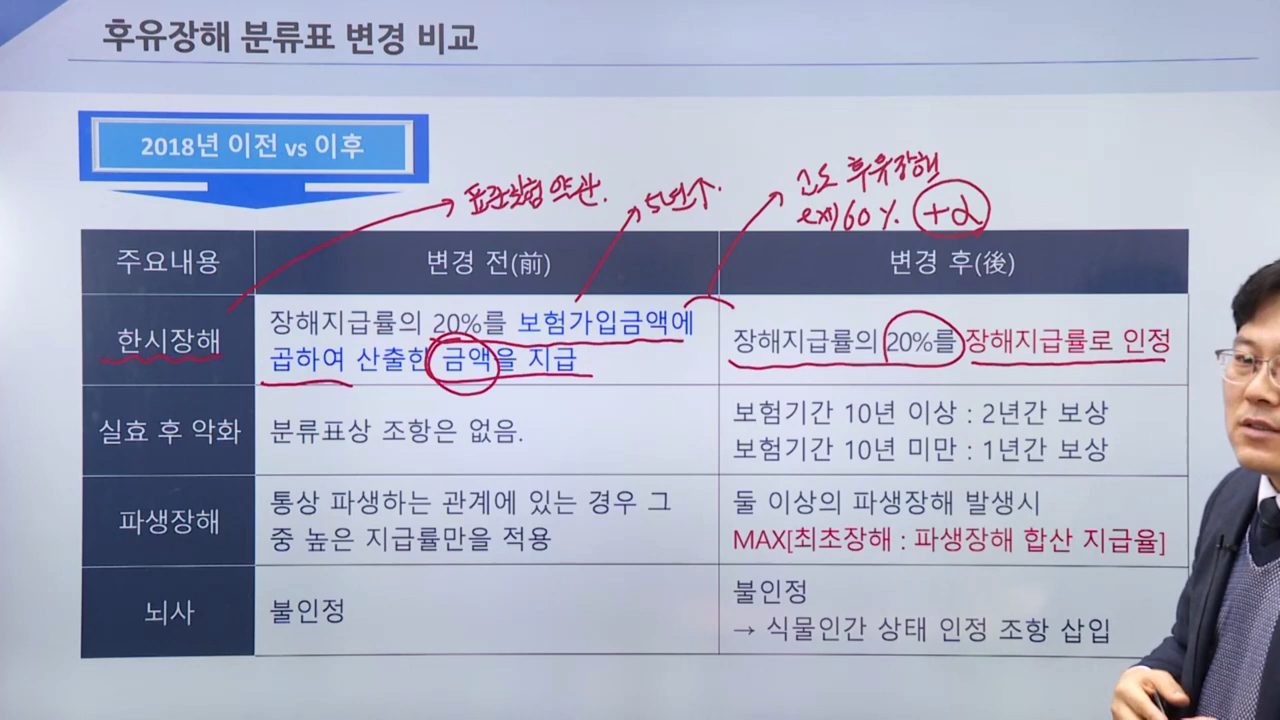 후유장해 분류표 변경 비교
2018년 이전 vs 이후
표준실험 약관.
5년↑.
고도 후유장해
ex) 60%. +α
주요내용
변경 전(前)
변경 후(後)
한시장해
장해지급률의 20%를 보험가입금액에
곱하여 산출한 금액을 지급
장해지급률의 20%를 장해지급률로 인정
실효 후 악화
분류표상 조항은 없음.
보험기간 10년 이상 : 2년간 보상
보험기간 10년 미만 : 1년간 보상
파생장해
통상 파생하는 관계에 있는 경우 그
중 높은 지급률만을 적용
둘 이상의 파생장해 발생시
MAX[최초장해 : 파생장해 합산 지급율]
뇌사
불인정
불인정
→ 식물인간 상태 인정 조항 삽입